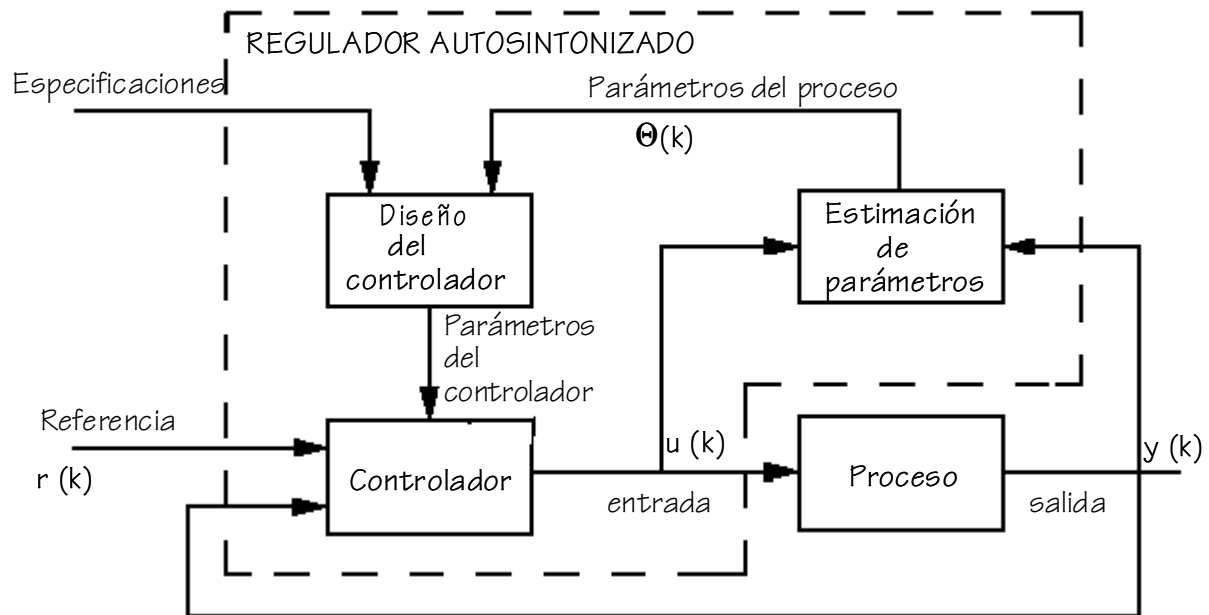 REGULADOR AUTOSINTONIZADO
Especificaciones
Parámetros del proceso
Θ(k)
Diseño
del
controlador
Estimación
de
parámetros
Parámetros
del
controlador
Referencia
r (k)
Controlador
u (k)
entrada
Proceso
y (k)
salida